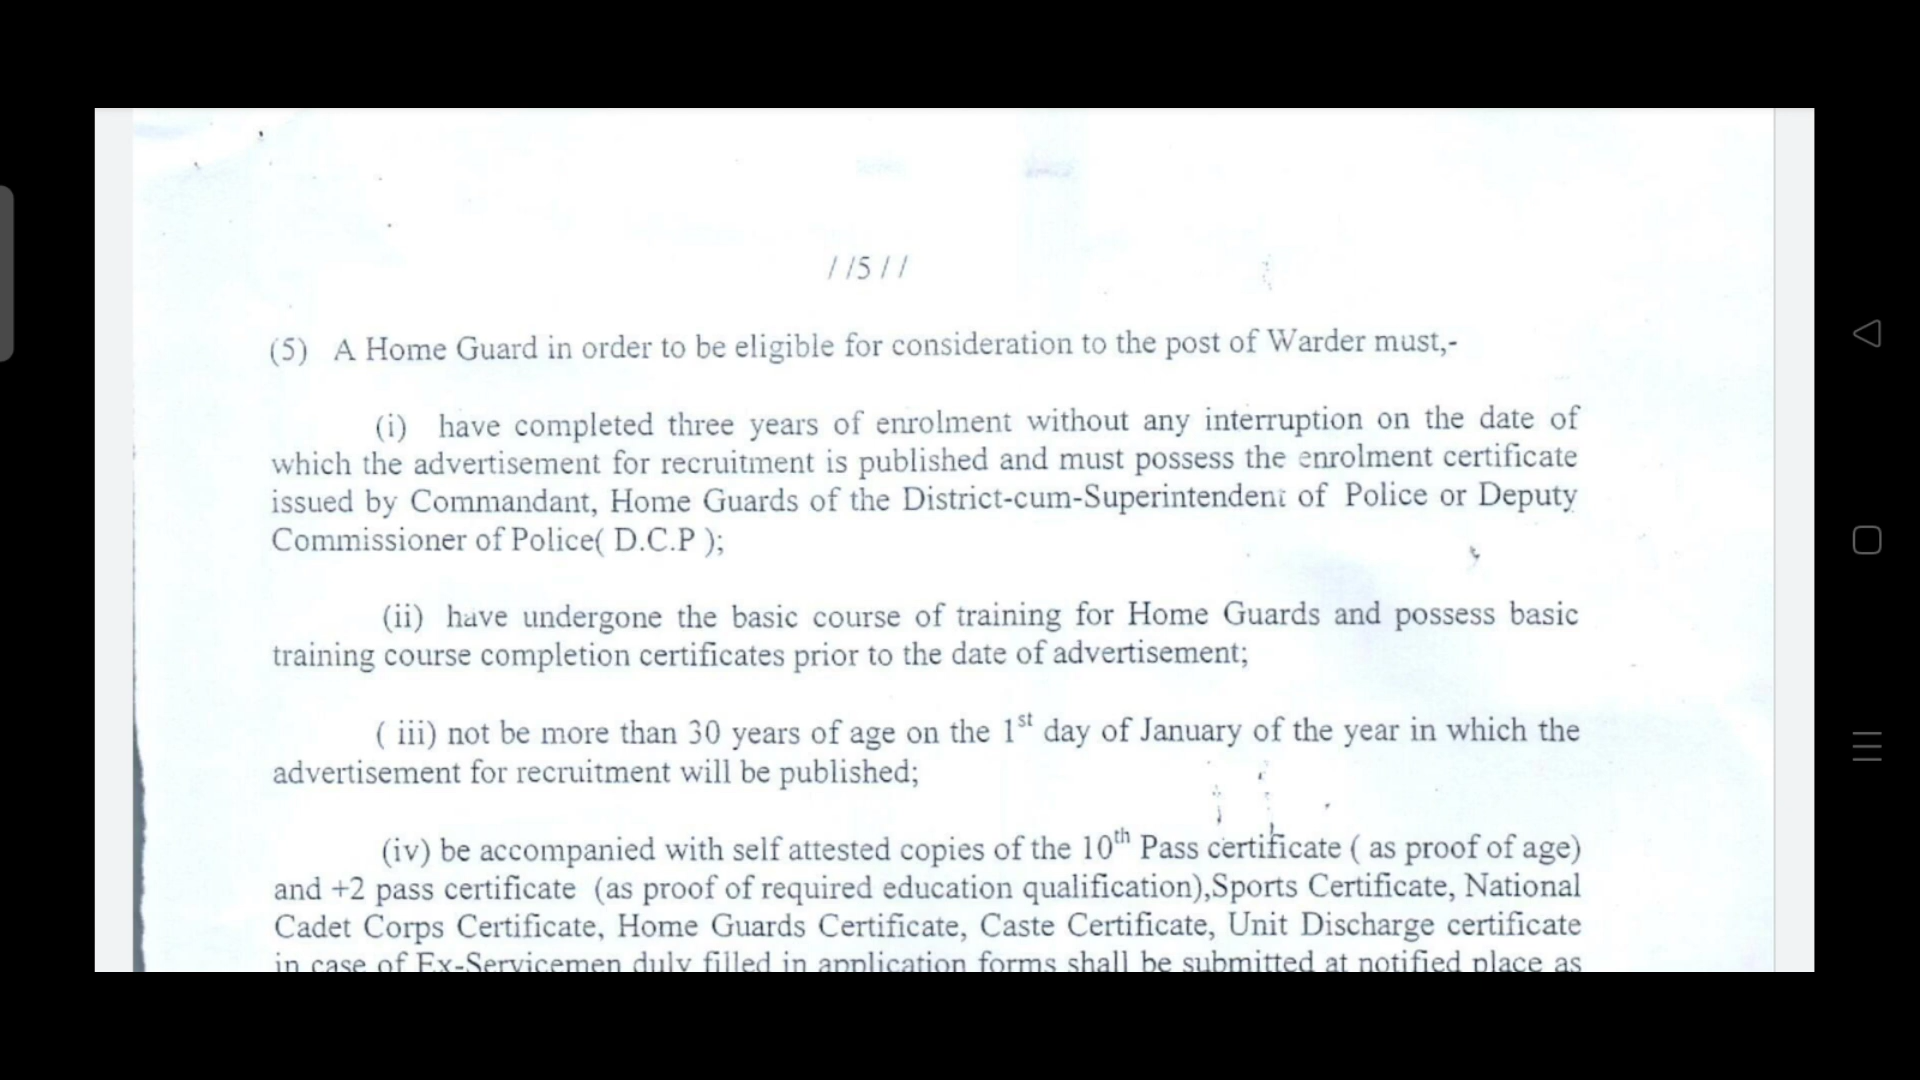 //5//
(5) A Home Guard in order to be eligible for consideration to the post of Warder must,-
(i) have completed three years of enrolment without any interruption on the date of
which the advertisement for recruitment is published and must possess the enrolment certificate
issued by Commandant, Home Guards of the District-cum-Superintendent of Police or Deputy
Commissioner of Police( D.C.P );
(ii) have undergone the basic course of training for Home Guards and possess basic
training course completion certificates prior to the date of advertisement;
( iii) not be more than 30 years of age on the 1st day of January of the year in which the
advertisement for recruitment will be published;
(iv) be accompanied with self attested copies of the 10th Pass certificate ( as proof of age)
and +2 pass certificate (as proof of required education qualification),Sports Certificate, National
Cadet Corps Certificate, Home Guards Certificate, Caste Certificate, Unit Discharge certificate
in case of Ex-Servicemen duly filled in application forms shall be submitted at notified place as